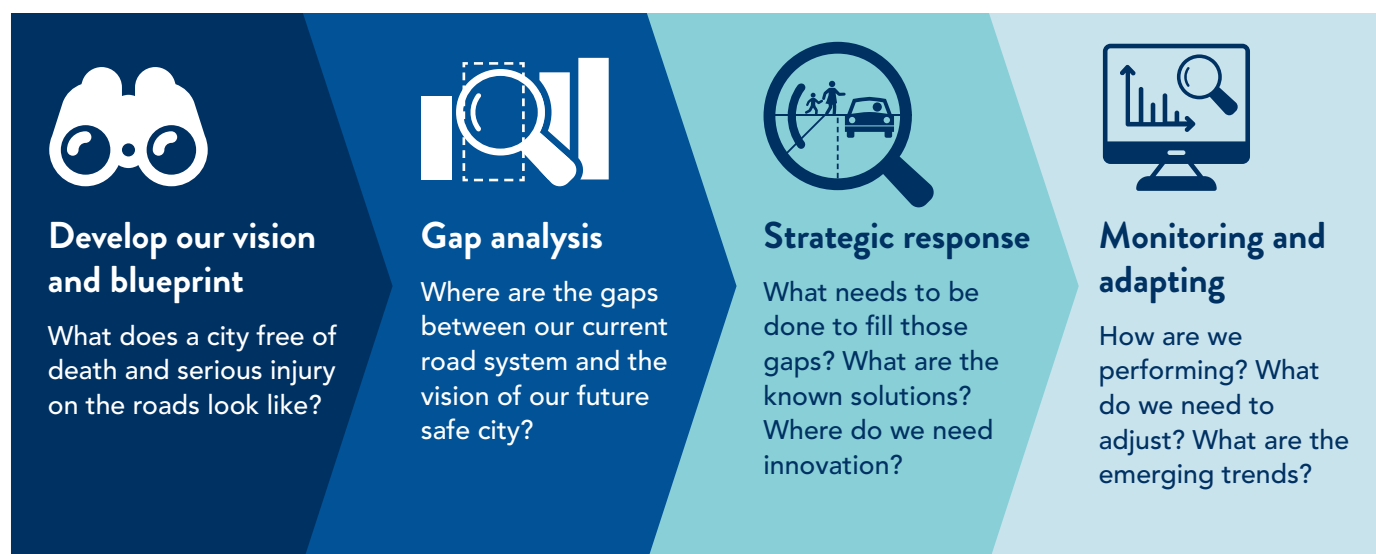 Develop our vision
and blueprint
What does a city free of
death and serious injury
on the roads look like?
Gap analysis
Where are the gaps
between our current
road system and the
vision of our future
safe city?
Strategic response
What needs to be
done to fill those
gaps? What are the
known solutions?
Where do we need
innovation?
Monitoring and
adapting
How are we
performing? What
do we need to
adjust? What are the
emerging trends?